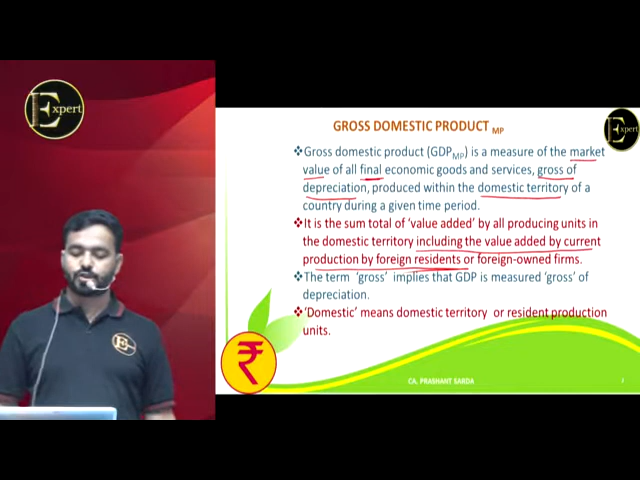 Expert
GROSS DOMESTIC PRODUCT MP
Expert
❖Gross domestic product (GDPMP) is a measure of the market
value of all final economic goods and services, gross of
depreciation, produced within the domestic territory of a
country during a given time period.
❖It is the sum total of 'value added' by all producing units in
the domestic territory including the value added by current
production by foreign residents or foreign-owned firms.
❖The term 'gross' implies that GDP is measured 'gross' of
depreciation.
❖'Domestic' means domestic territory or resident production
units.
₹
E
CA. PRASHANT SARDA